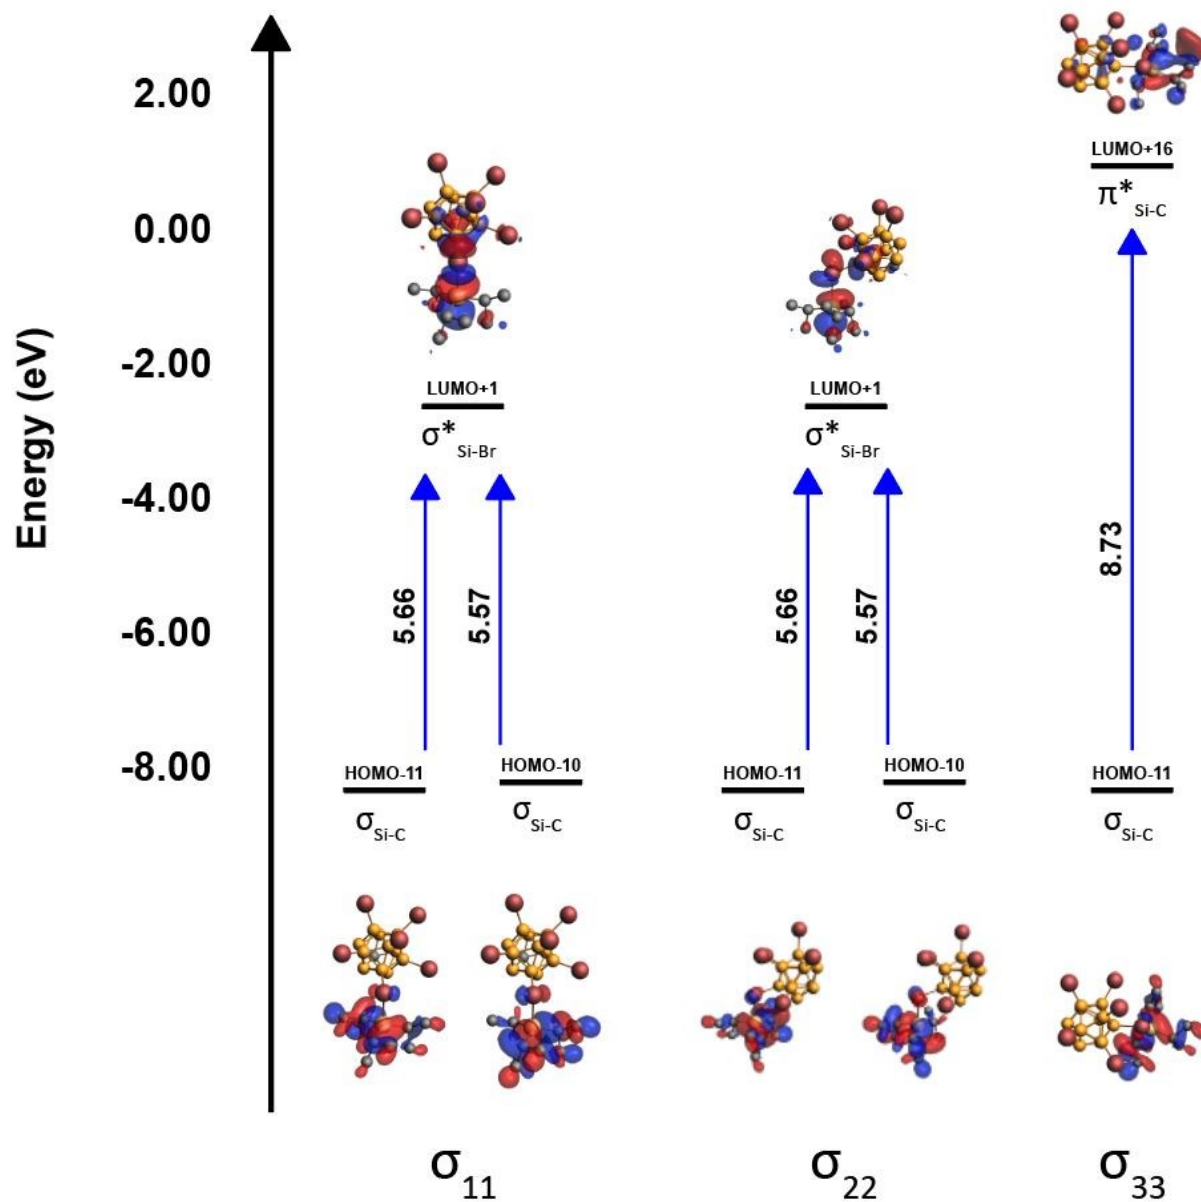 Energy (eV)
2.00
0.00
-2.00
-4.00
-6.00
-8.00
LUMO+1
σ*Si-Br
5.66
5.57
HOMO-11
σSi-C
HOMO-10
σSi-C
σ11
LUMO+1
σ*Si-Br
5.66
5.57
HOMO-11
σSi-C
HOMO-10
σSi-C
σ22
LUMO+16
π*Si-C
8.73
HOMO-11
σSi-C
σ33